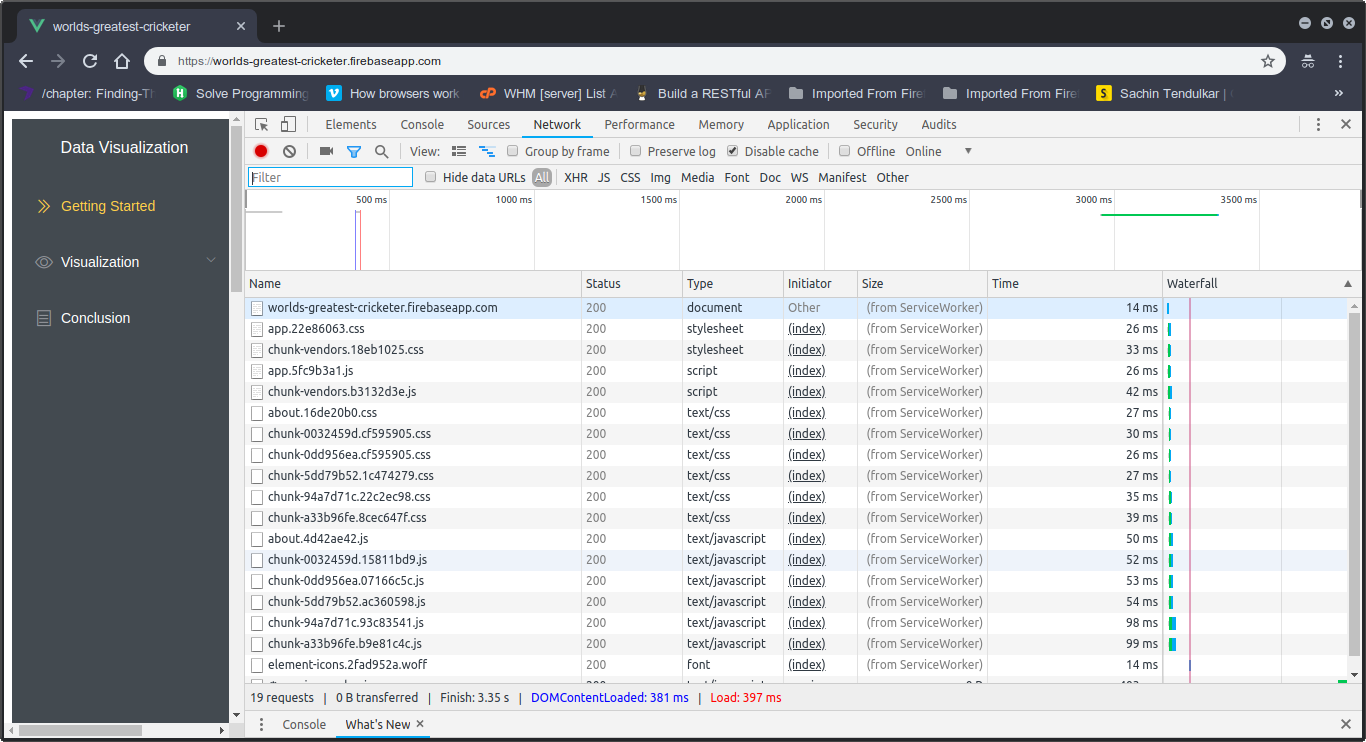 worlds-greatest-cricketer
https://worlds-greatest-cricketer.firebaseapp.com
/chapter: Finding-Th Solve Programming How browsers work WHM [server] List A Build a RESTful AP Imported From Fire Imported From Fire Sachin Tendulkar | C »
Data Visualization
Getting Started
Visualization
Conclusion
Elements Console Sources Network Performance Memory Application Security Audits
View: Group by frame Preserve log Disable cache Offline Online
Filter Hide data URLs All XHR JS CSS Img Media Font Doc WS Manifest Other
500 ms 1000 ms 1500 ms 2000 ms 2500 ms 3000 ms 3500 ms
Name Status Type Initiator Size Time Waterfall
worlds-greatest-cricketer.firebaseapp.com 200 document Other (from ServiceWorker) 14 ms
app.22e86063.css 200 stylesheet (index) (from ServiceWorker) 26 ms
chunk-vendors.18eb1025.css 200 stylesheet (index) (from ServiceWorker) 33 ms
app.5fc9b3a1.js 200 script (index) (from ServiceWorker) 26 ms
chunk-vendors.b3132d3e.js 200 script (index) (from ServiceWorker) 42 ms
about.16de20b0.css 200 text/css (index) (from ServiceWorker) 27 ms
chunk-0032459d.cf595905.css 200 text/css (index) (from ServiceWorker) 30 ms
chunk-0dd956ea.cf595905.css 200 text/css (index) (from ServiceWorker) 26 ms
chunk-5dd79b52.1c474279.css 200 text/css (index) (from ServiceWorker) 27 ms
chunk-94a7d71c.22c2ec98.css 200 text/css (index) (from ServiceWorker) 35 ms
chunk-a33b96fe.8cec647f.css 200 text/css (index) (from ServiceWorker) 39 ms
about.4d42ae42.js 200 text/javascript (index) (from ServiceWorker) 50 ms
chunk-0032459d.15811bd9.js 200 text/javascript (index) (from ServiceWorker) 52 ms
chunk-0dd956ea.07166c5c.js 200 text/javascript (index) (from ServiceWorker) 53 ms
chunk-5dd79b52.ac360598.js 200 text/javascript (index) (from ServiceWorker) 54 ms
chunk-94a7d71c.93c83541.js 200 text/javascript (index) (from ServiceWorker) 98 ms
chunk-a33b96fe.b9e81c4c.js 200 text/javascript (index) (from ServiceWorker) 99 ms
element-icons.2fad952a.woff 200 font (index) (from ServiceWorker) 14 ms
19 requests | 0 B transferred | Finish: 3.35 s | DOMContentLoaded: 381 ms | Load: 397 ms
Console What's New